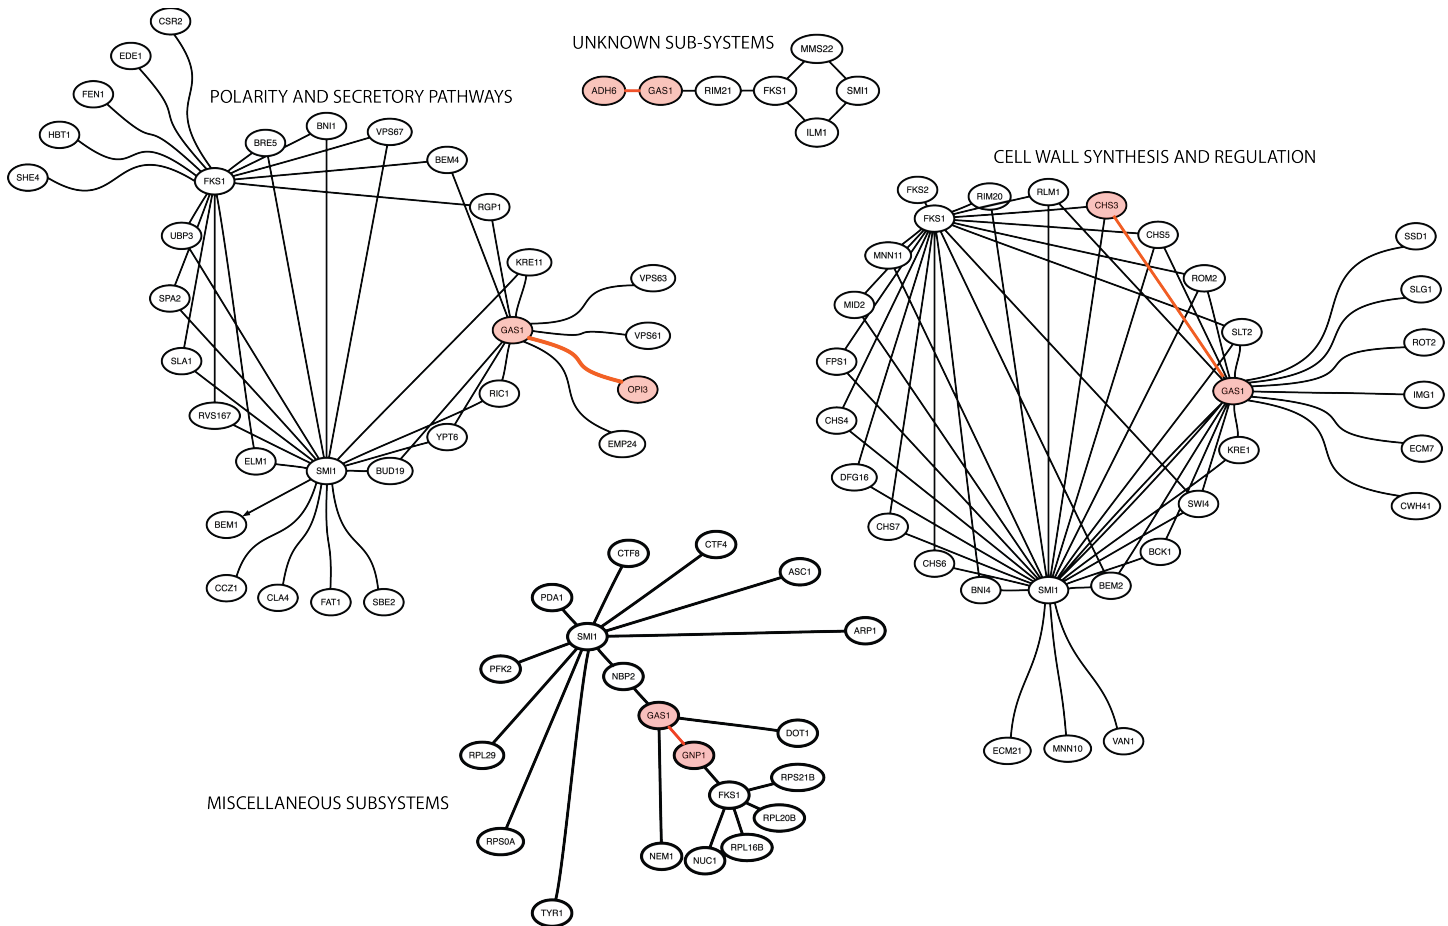 POLARITY AND SECRETORY PATHWAYS
CSR2
EDE1
FEN1
HBT1
SHE4
FKS1
BRE5
BNI1
VPS67
BEM4
RGP1
KRE11
UBP3
SPA2
SLA1
RVS167
ELM1
GAS1
VPS63
VPS61
OPI3
EMP24
RIC1
YPT6
BUD19
SMI1
BEM1
CCZ1
CLA4
FAT1
SBE2
UNKNOWN SUB-SYSTEMS
ADH6
GAS1
RIM21
FKS1
MMS22
SMI1
ILM1
CELL WALL SYNTHESIS AND REGULATION
FKS2
FKS1
RIM20
RLM1
CHS3
CHS5
ROM2
SLT2
MNN11
MID2
FPS1
CHS4
DFG16
CHS7
CHS6
BNI4
SMI1
BEM2
BCK1
SWI4
KRE1
GAS1
SSD1
SLG1
ROT2
IMG1
ECM7
CWH41
ECM21
MNN10
VAN1
MISCELLANEOUS SUBSYSTEMS
CTF8
CTF4
ASC1
PDA1
SMI1
ARP1
PFK2
NBP2
GAS1
DOT1
GNP1
RPL29
FKS1
RPS21B
RPL20B
RPL16B
NUC1
NEM1
RPS0A
TYR1